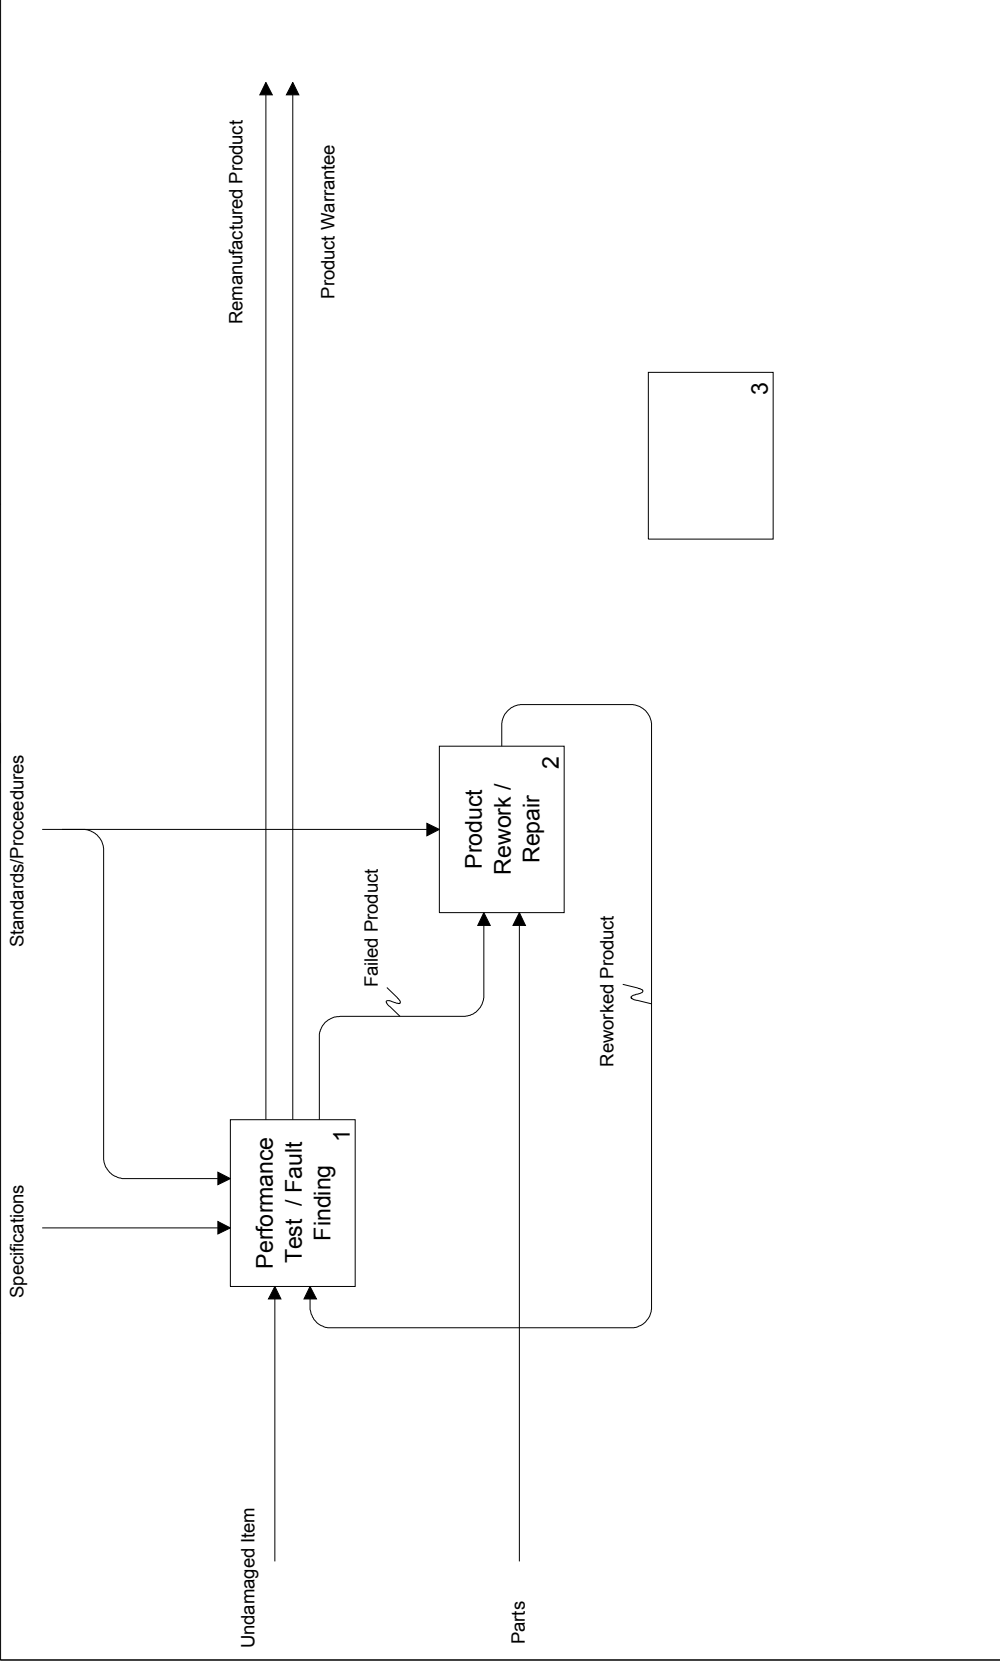 Specifications
Standards/Proceedures
Remanufactured Product
Product Warrantee
Undamaged Item
Performance
Test / Fault
Finding
1
Failed Product
Parts
Product
Rework /
Repair
2
Reworked Product
3